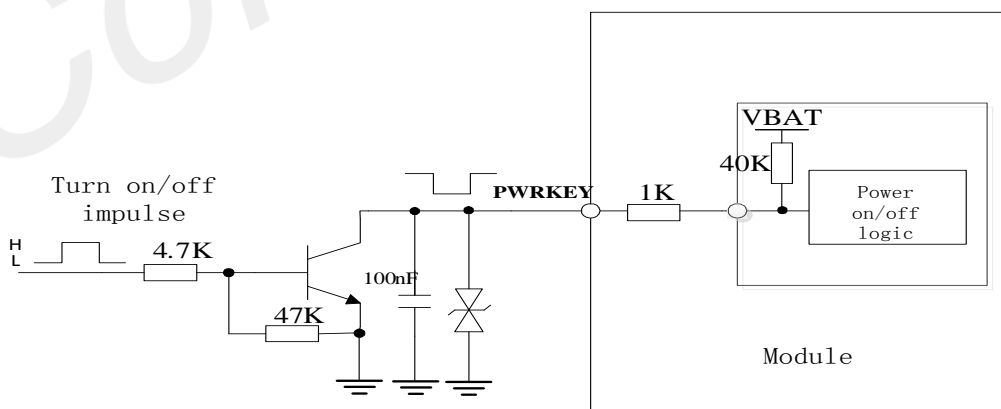 Turn on/off
impulse
H
L
4.7K
47K
100nF
PWRKEY
1K
VBAT
40K
Power
on/off
logic
Module